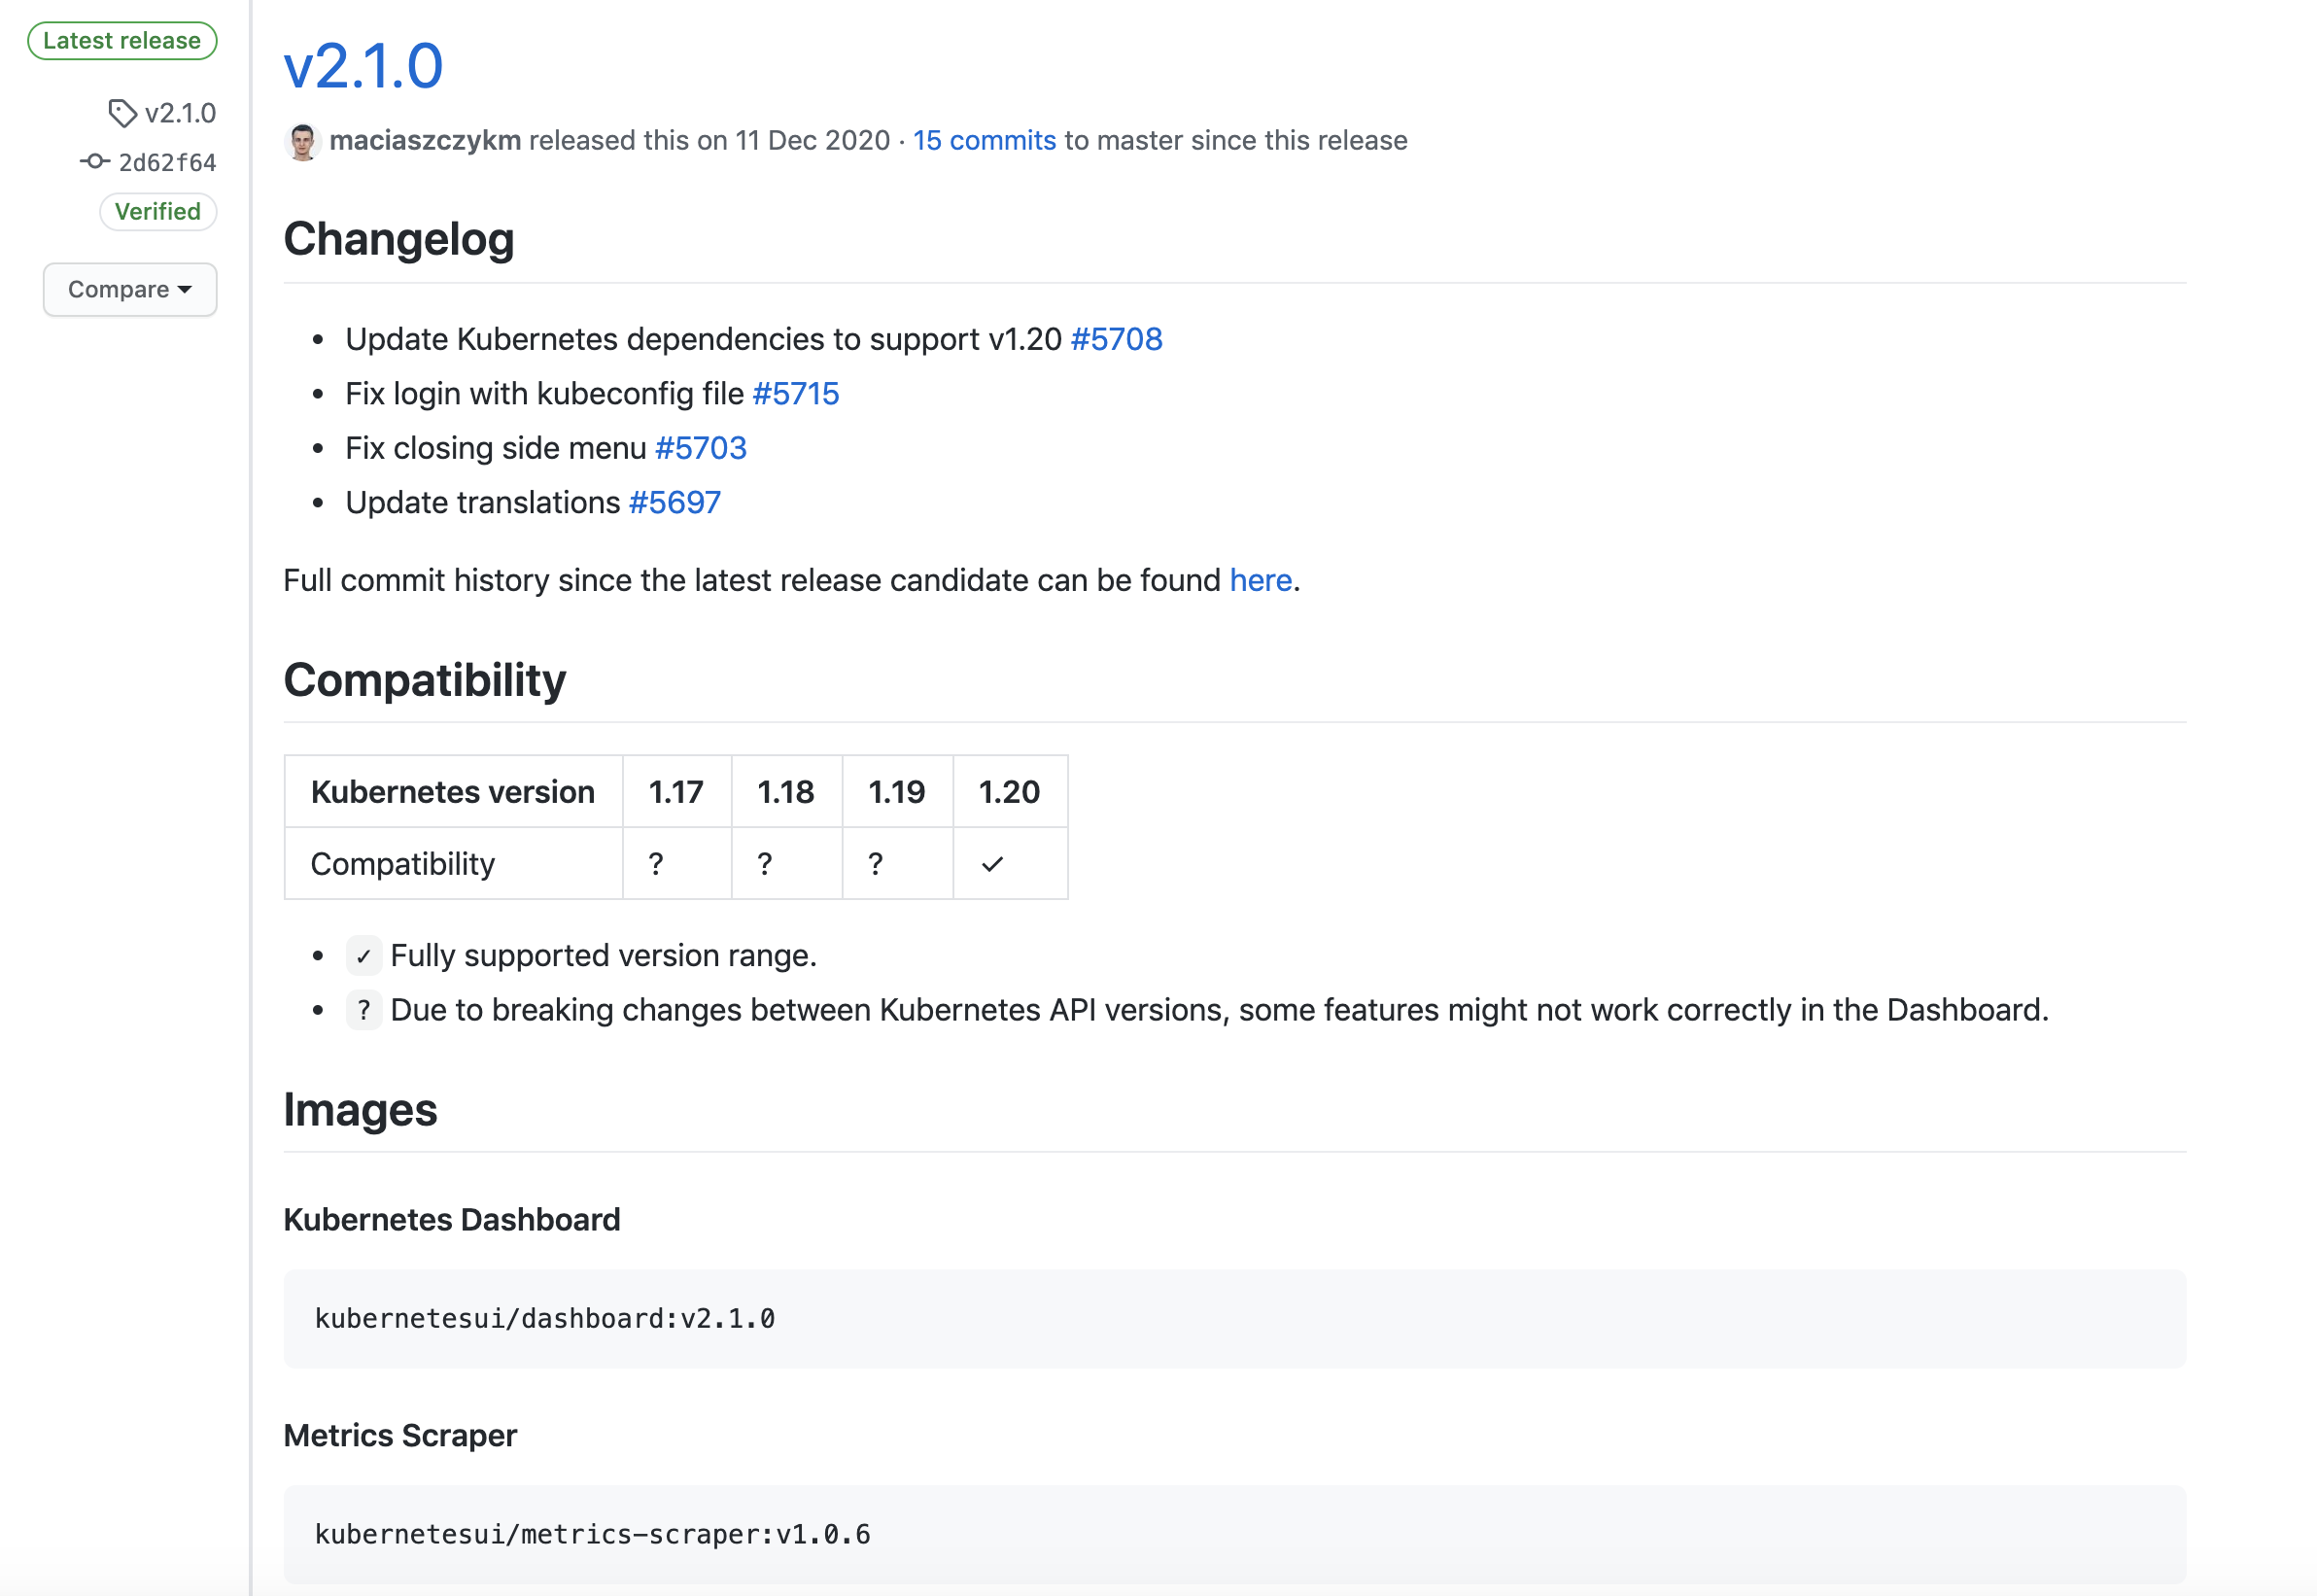 Latest release
v2.1.0
2d62f64
Verified
Compare
v2.1.0
maciaszczykm released this on 11 Dec 2020 · 15 commits to master since this release
Changelog
• Update Kubernetes dependencies to support v1.20 #5708
• Fix login with kubeconfig file #5715
• Fix closing side menu #5703
• Update translations #5697
Full commit history since the latest release candidate can be found here.
Compatibility
Kubernetes version 1.17 1.18 1.19 1.20
Compatibility ? ? ? ✓
• ✓ Fully supported version range.
• ? Due to breaking changes between Kubernetes API versions, some features might not work correctly in the Dashboard.
Images
Kubernetes Dashboard
kubernetesui/dashboard:v2.1.0
Metrics Scraper
kubernetesui/metrics-scraper:v1.0.6